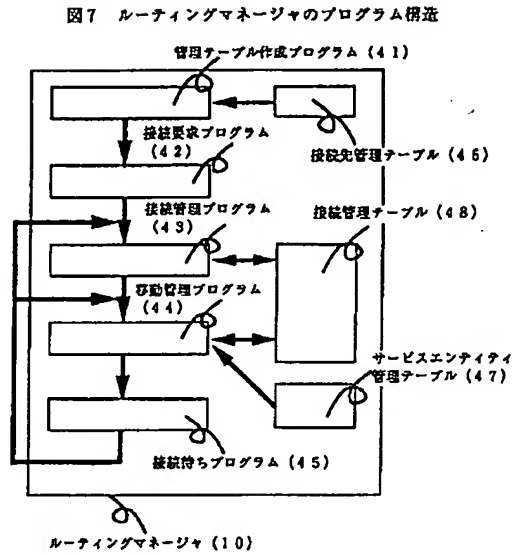 図7 ルーティングマネージャのプログラム構造
管理テーブル作成プログラム(41)
接続要求プログラム
(42)
接続先管理テーブル(46)
接続管理プログラム
(43)
接続管理テーブル(48)
移動管理プログラム
(44)
サービスエンティティ
管理テーブル(47)
接続待ちプログラム(45)
ルーティングマネージャ(10)